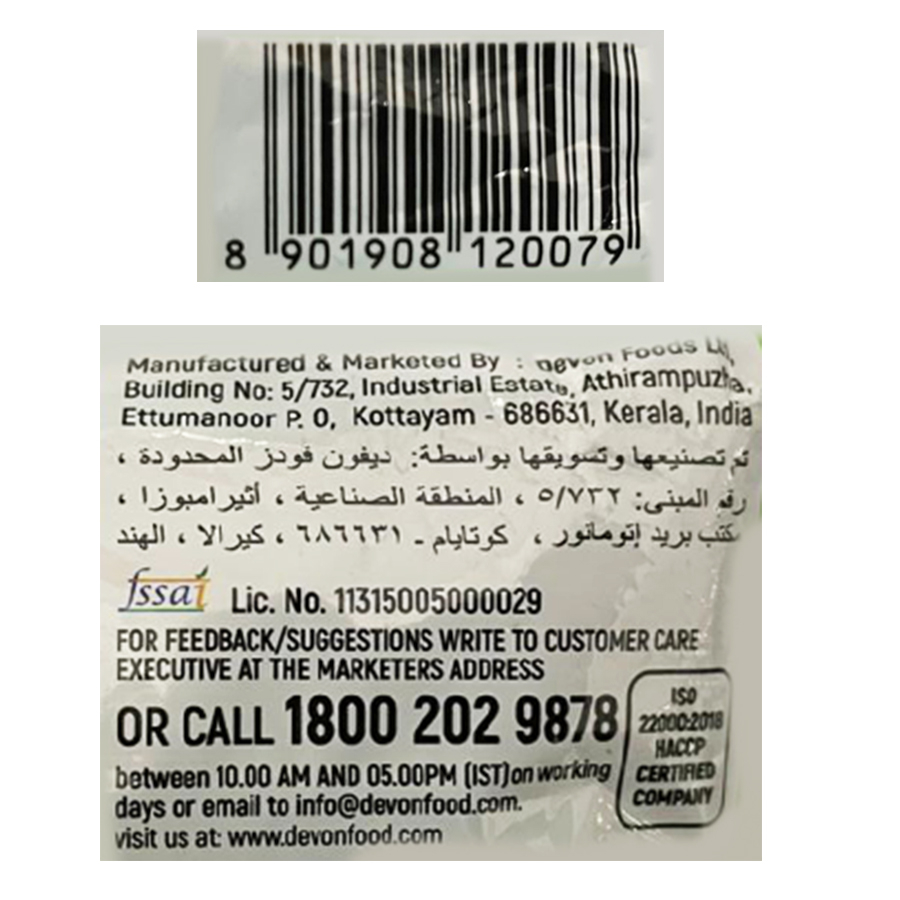 8 901908 120079
Manufactured & Marketed By : Devon Foods Ltd,
Building No: 5/732, Industrial Estate, Athirampuzha,
Ettumanoor P. O, Kottayam - 686631, Kerala, India
تم تصنيعها وتسويقها بواسطة: ديفون فودز المحدودة ،
رقم المبنى: ٥/٧٣٢ ، المنطقة الصناعية ، أثيرامبوزا ،
مكتب بريد إتومانور ، كوتايام - ٦٨٦٦٣١ ، كيرالا ، الهند
fssai Lic. No. 11315005000029
FOR FEEDBACK/SUGGESTIONS WRITE TO CUSTOMER CARE
EXECUTIVE AT THE MARKETERS ADDRESS
OR CALL 1800 202 9878
between 10.00 AM AND 05.00PM (IST)on working
days or email to info@devonfood.com.
visit us at: www.devonfood.com
ISO
22000:2018
HACCP
CERTIFIED
COMPANY